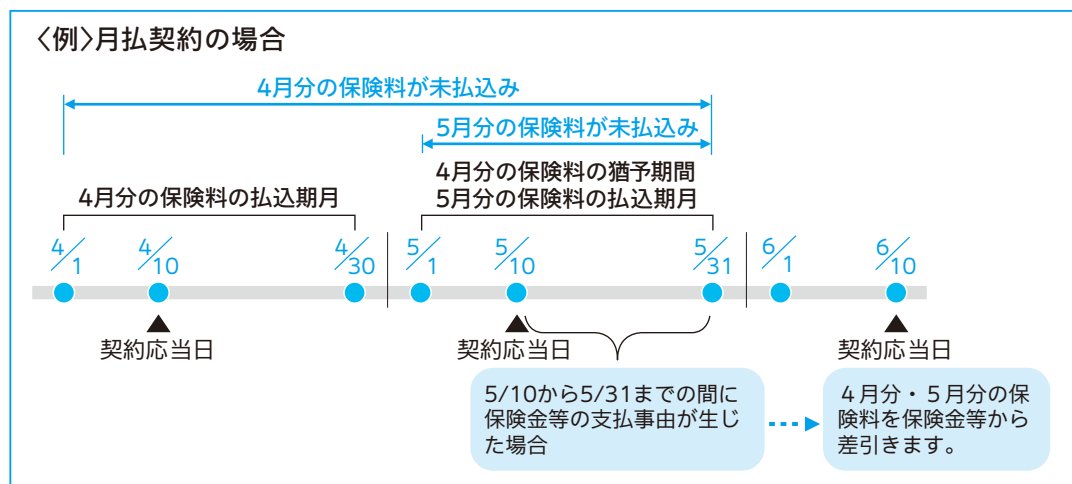 〈例〉月払契約の場合
4月分の保険料が未払込み
5月分の保険料が未払込み
4月分の保険料の払込期月
4月分の保険料の猶予期間
5月分の保険料の払込期月
4/1
4/10
4/30
5/1
5/10
5/31
6/1
6/10
契約応当日
契約応当日
契約応当日
5/10から5/31までの間に
保険金等の支払事由が生じ
た場合
４月分・５月分の保
険料を保険金等から
差引きます。